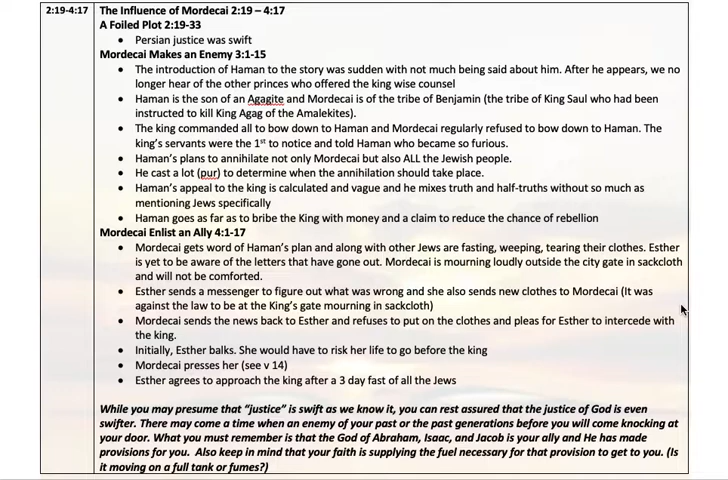 2:19-4:17
The Influence of Mordecai 2:19 – 4:17
A Foiled Plot 2:19-33
• Persian justice was swift
Mordecai Makes an Enemy 3:1-15
• The introduction of Haman to the story was sudden with not much being said about him. After he appears, we no
longer hear of the other princes who offered the king wise counsel
• Haman is the son of an Agagite and Mordecai is of the tribe of Benjamin (the tribe of King Saul who had been
instructed to kill King Agag of the Amalekites).
• The king commanded all to bow down to Haman and Mordecai regularly refused to bow down to Haman. The
king's servants were the 1st to notice and told Haman who became so furious.
• Haman's plans to annihilate not only Mordecai but also ALL the Jewish people.
• He cast a lot (pur) to determine when the annihilation should take place.
• Haman's appeal to the king is calculated and vague and he mixes truth and half-truths without so much as
mentioning Jews specifically
• Haman goes as far as to bribe the King with money and a claim to reduce the chance of rebellion
Mordecai Enlist an Ally 4:1-17
• Mordecai gets word of Haman's plan and along with other Jews are fasting, weeping, tearing their clothes. Esther
is yet to be aware of the letters that have gone out. Mordecai is mourning loudly outside the city gate in sackcloth
and will not be comforted.
• Esther sends a messenger to figure out what was wrong and she also sends new clothes to Mordecai (It was
against the law to be at the King's gate mourning in sackcloth)
• Mordecai sends the news back to Esther and refuses to put on the clothes and pleas for Esther to intercede with
the king.
• Initially, Esther balks. She would have to risk her life to go before the king
• Mordecai presses her (see v 14)
• Esther agrees to approach the king after a 3 day fast of all the Jews
While you may presume that "justice" is swift as we know it, you can rest assured that the justice of God is even
swifter. There may come a time when an enemy of your past or the past generations before you will come knocking at
your door. What you must remember is that the God of Abraham, Isaac, and Jacob is your ally and He has made
provisions for you. Also keep in mind that your faith is supplying the fuel necessary for that provision to get to you. (Is
it moving on a full tank or fumes?)